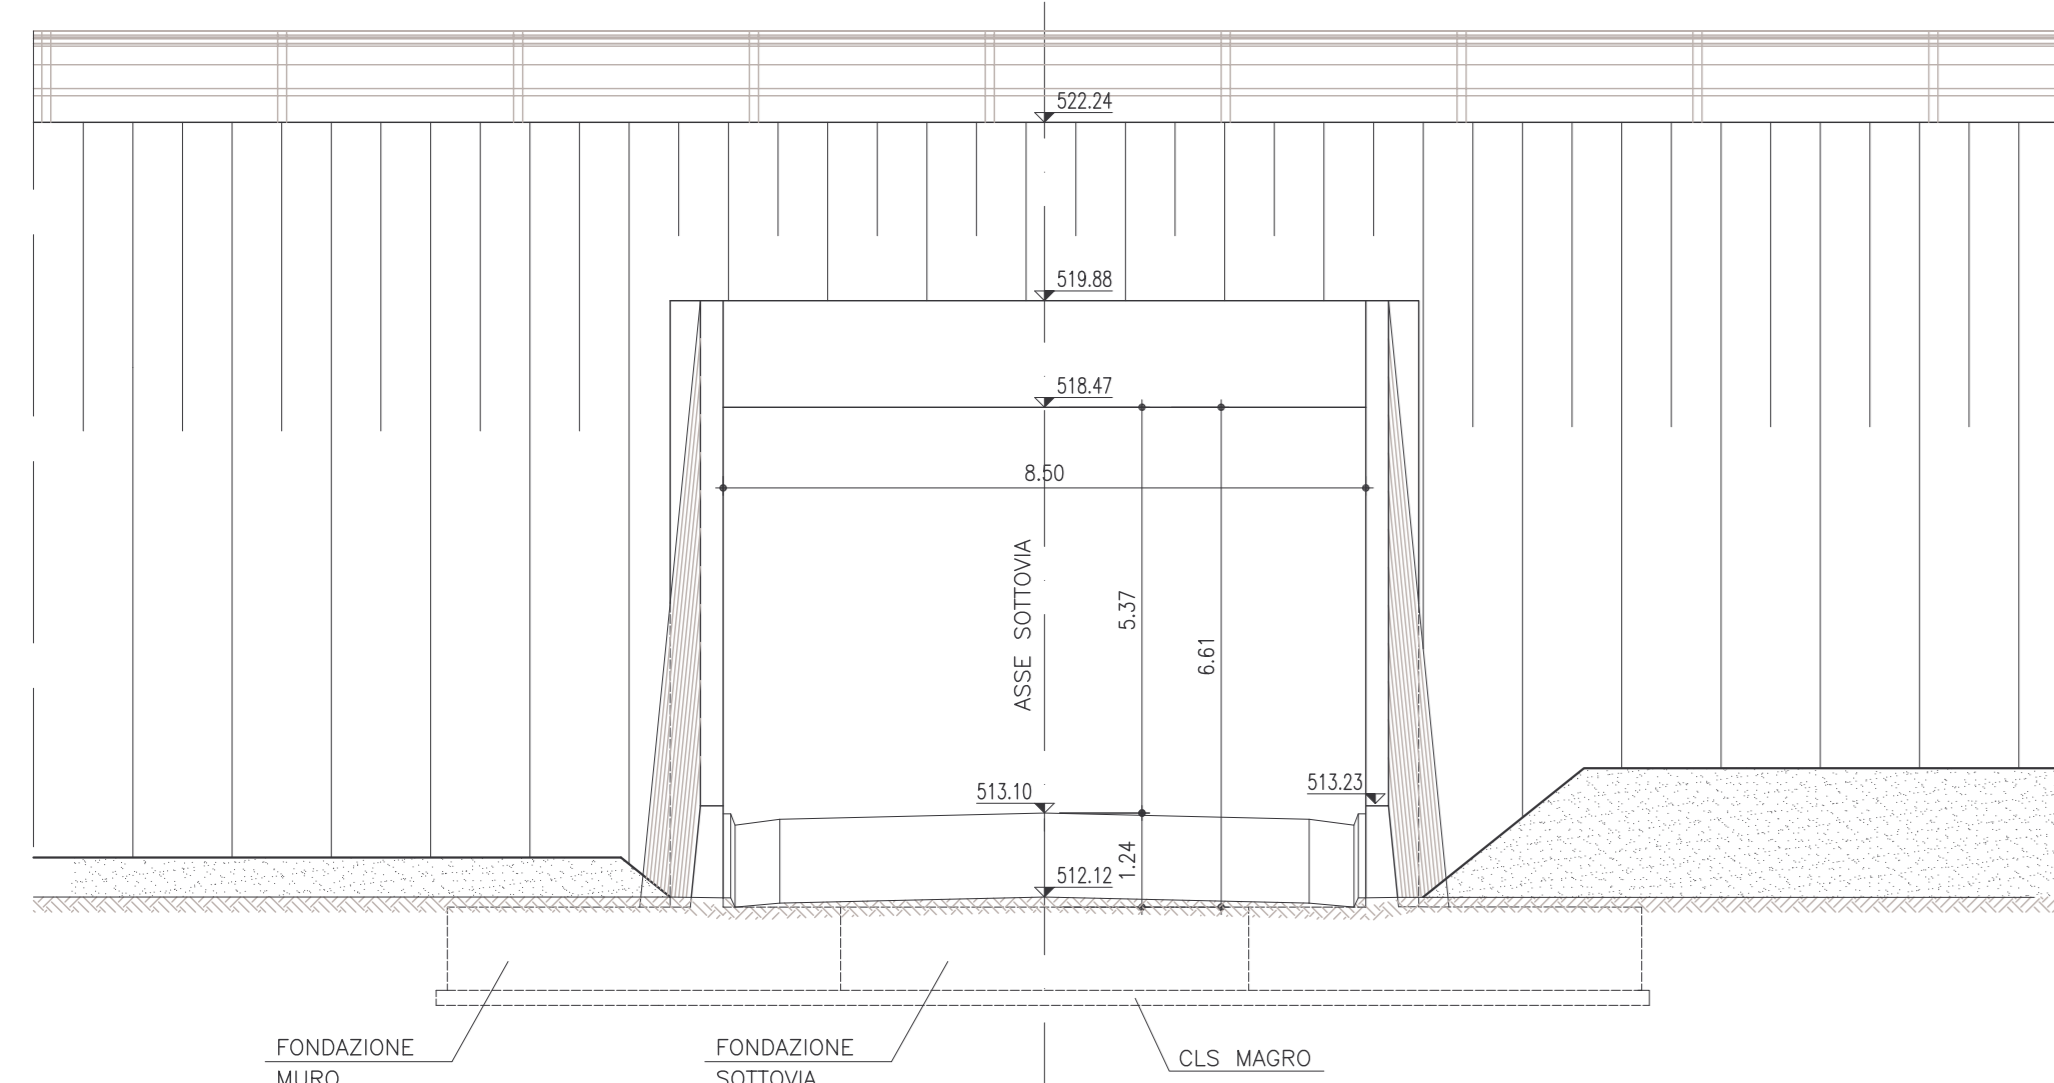 522.24
519.88
518.47
8.50
ASSE SOTTOVIA
5.37
6.61
513.10
513.23
1.24
512.12
FONDAZIONE
MURO
FONDAZIONE
SOTTOVIA
CLS MAGRO